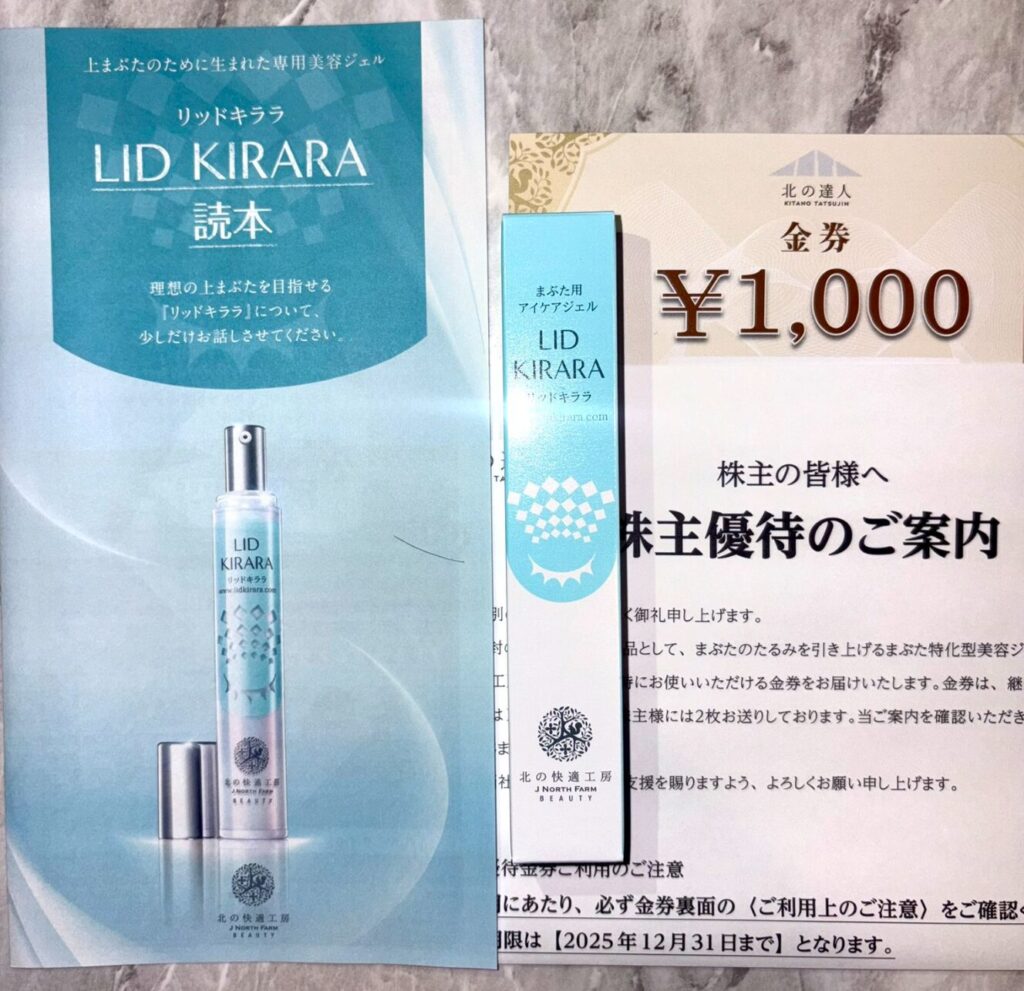 上まぶたのために生まれた専用美容ジェル
リッドキララ
LID KIRARA
読本
理想の上まぶたを目指せる
『リッドキララ』について、
少しだけお話しさせてください。
LID
KIRARA
リッドキララ
www.lidkirara.com
北の快適工房
J NORTH FARM
BEAUTY
北の快適工房
J NORTH FARM
BEAUTY
まぶた用
アイケアジェル
LID
KIRARA
リッドキララ
kirara.com
北の快適工房
J NORTH FARM
BEAUTY
北の達人
KITANO TATSUJIN
金券
¥1,000
株主の皆様へ
株主優待のご案内
く御礼申し上げます。
品として、まぶたのたるみを引き上げるまぶた特化型美容ジ
にお使いいただける金券をお届けいたします。金券は、継
主様には2枚お送りしております。当ご案内を確認いただき
支援を賜りますよう、よろしくお願い申し上げます。
待金券ご利用のご注意
にあたり、必ず金券裏面の〈ご利用上のご注意〉をご確認
限は【2025年12月31日まで】となります。